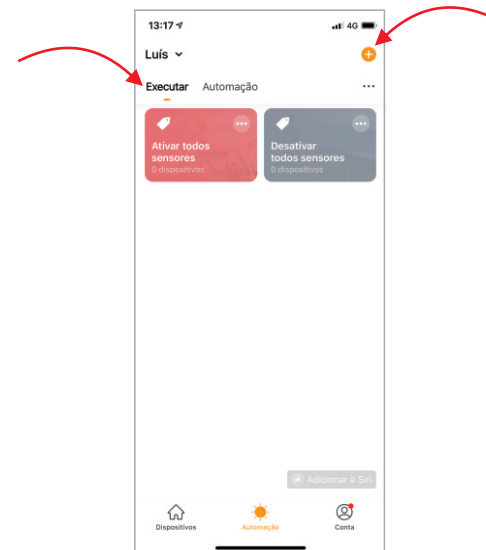 13:17 4G
Luís
Executar Automação
Ativar todos
sensores
0 dispositivos
Desativar
todos sensores
0 dispositivos
Adicionar à Siri
Dispositivos Automação Conta